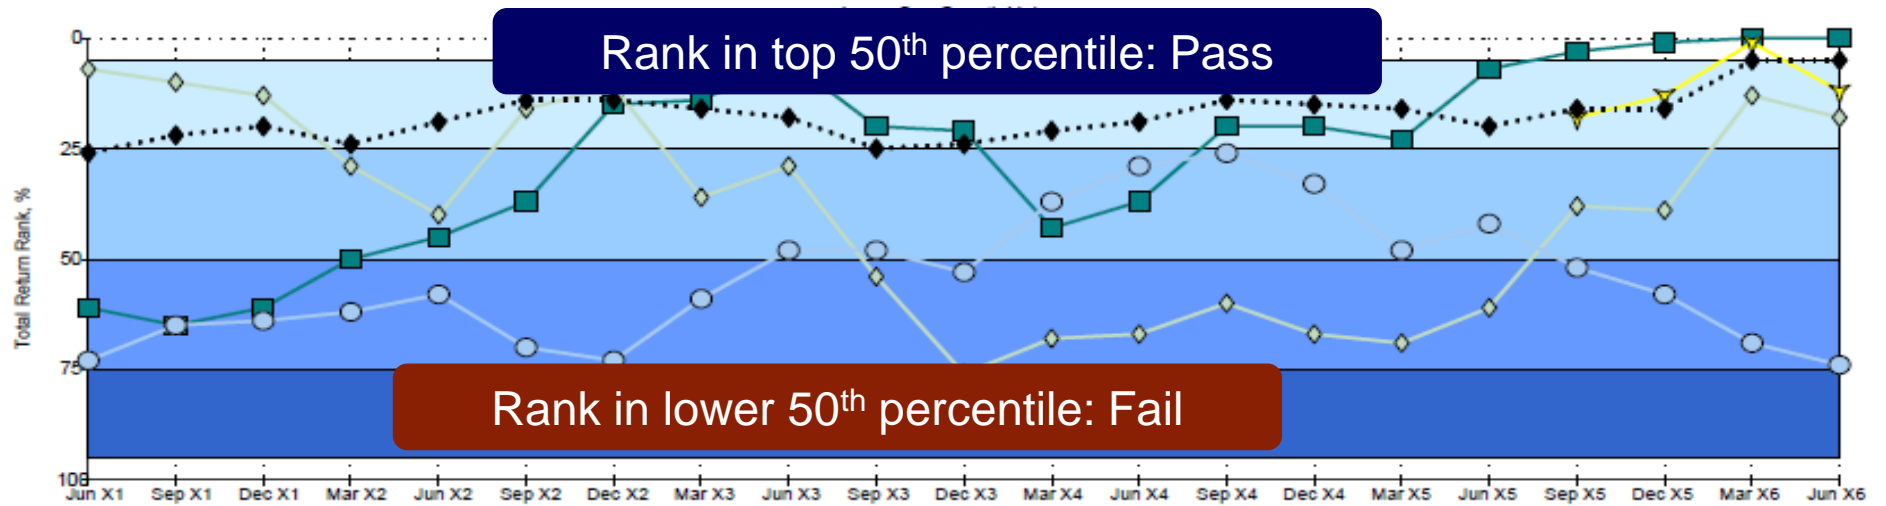 Rank in top 50th percentile: Pass
0
25
50
75
100
Total Return Rank, %
Rank in lower 50th percentile: Fail
Jun X1 Sep X1 Dec X1 Mar X2 Jun X2 Sep X2 Dec X2 Mar X3 Jun X3 Sep X3 Dec X3 Mar X4 Jun X4 Sep X4 Dec X4 Mar X5 Jun X5 Sep X5 Dec X5 Mar X6 Jun X6